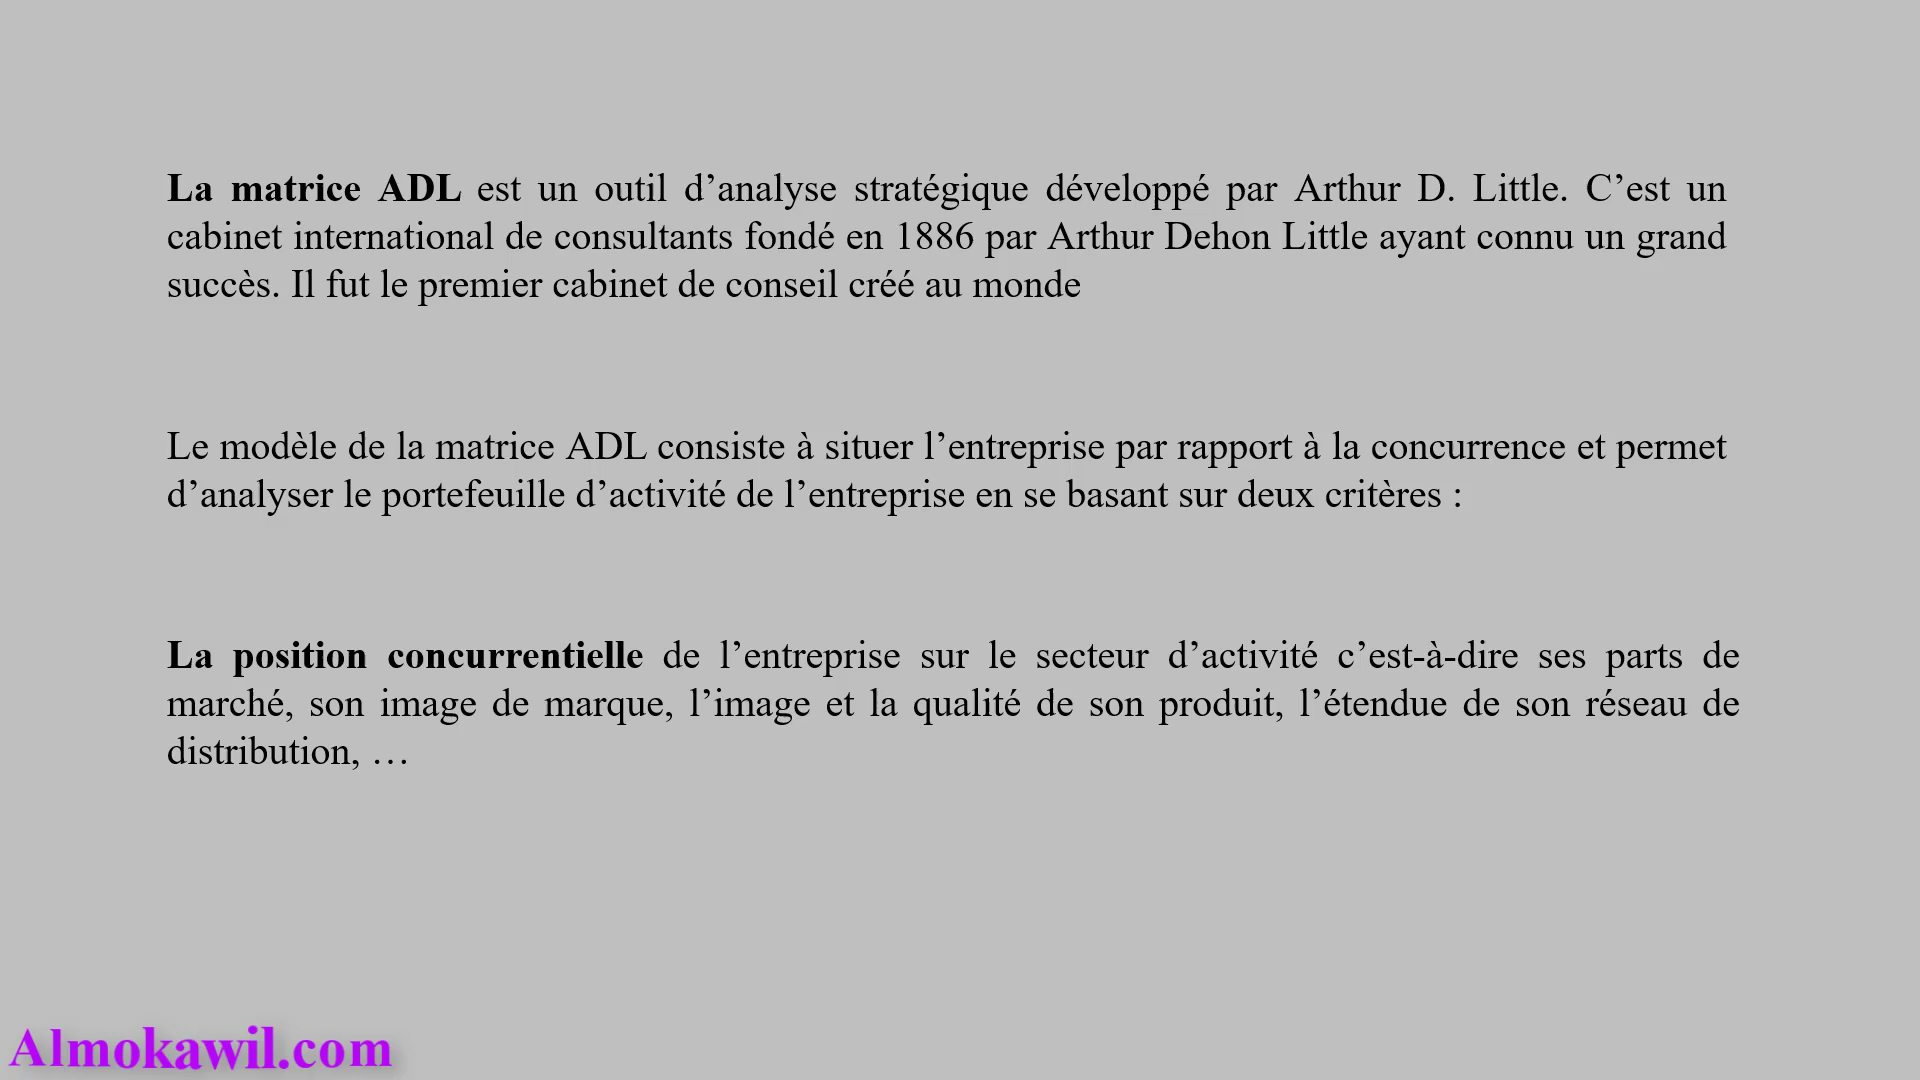 La matrice ADL est un outil d’analyse stratégique développé par Arthur D. Little. C’est un
cabinet international de consultants fondé en 1886 par Arthur Dehon Little ayant connu un grand
succès. Il fut le premier cabinet de conseil créé au monde
Le modèle de la matrice ADL consiste à situer l’entreprise par rapport à la concurrence et permet
d’analyser le portefeuille d’activité de l’entreprise en se basant sur deux critères :
La position concurrentielle de l’entreprise sur le secteur d’activité c’est-à-dire ses parts de
marché, son image de marque, l’image et la qualité de son produit, l’étendue de son réseau de
distribution, …
Almokawil.com